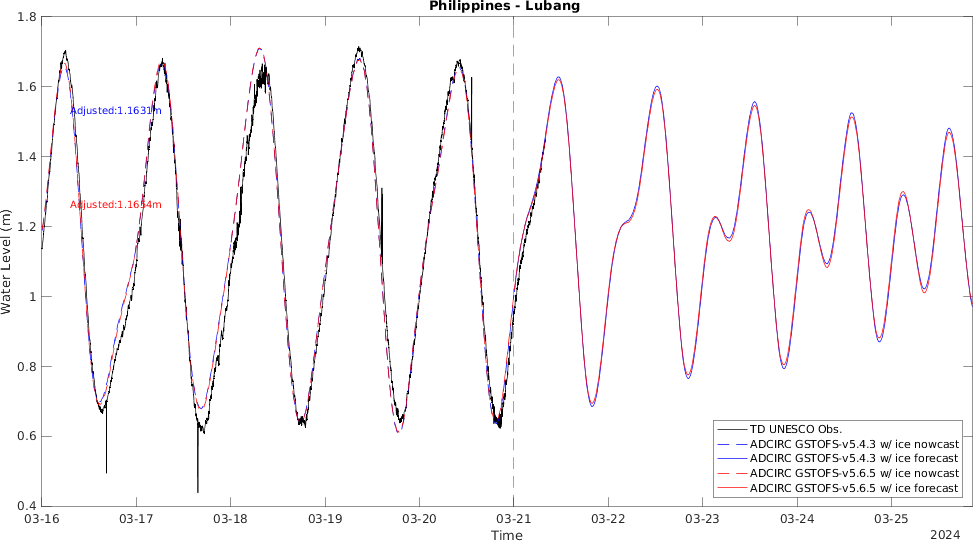 Philippines - Lubang
Water Level (m)
1.8
1.6
1.4
1.2
1
0.8
0.6
0.4
Adjusted:1.1631m
Adjusted:1.1654m
TD UNESCO Obs.
ADCIRC GSTOFS-v5.4.3 w/ ice nowcast
ADCIRC GSTOFS-v5.4.3 w/ ice forecast
ADCIRC GSTOFS-v5.6.5 w/ ice nowcast
ADCIRC GSTOFS-v5.6.5 w/ ice forecast
03-16 03-17 03-18 03-19 03-20 03-21 03-22 03-23 03-24 03-25
Time
2024